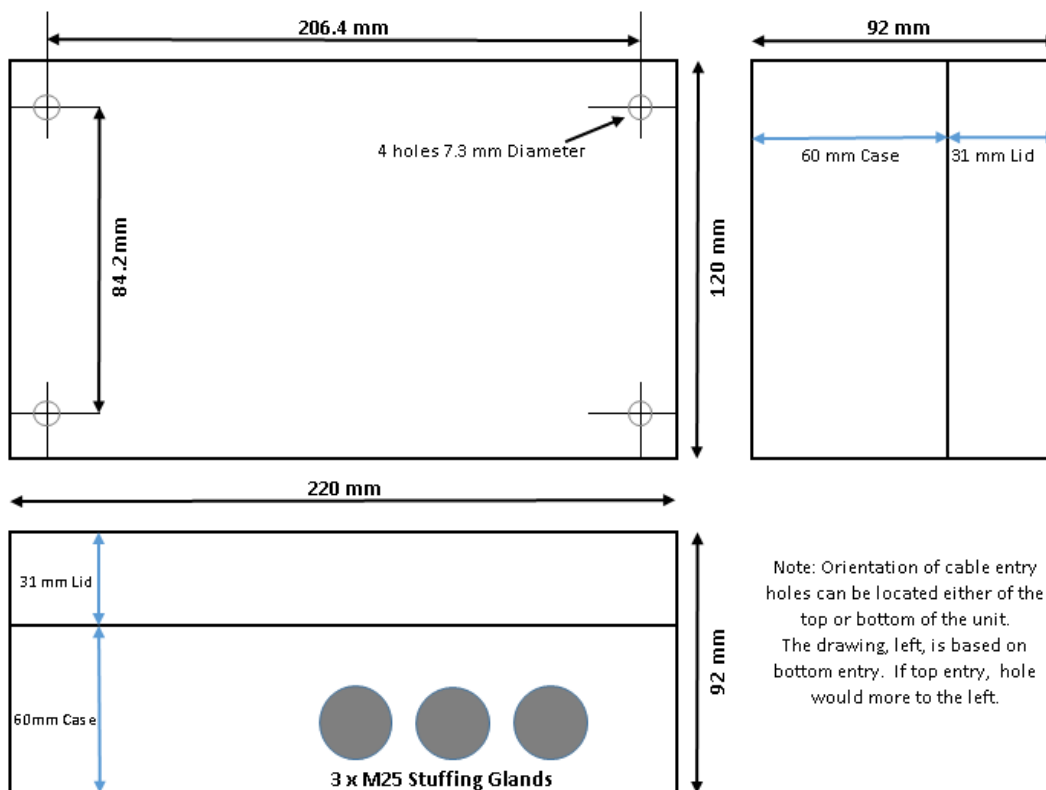 206.4 mm
92 mm
4 holes 7.3 mm Diameter
60 mm Case
31 mm Lid
84.2mm
120 mm
220 mm
31 mm Lid
60mm Case
92 mm
3 x M25 Stuffing Glands
Note: Orientation of cable entry
holes can be located either of the
top or bottom of the unit.
The drawing, left, is based on
bottom entry. If top entry, hole
would more to the left.